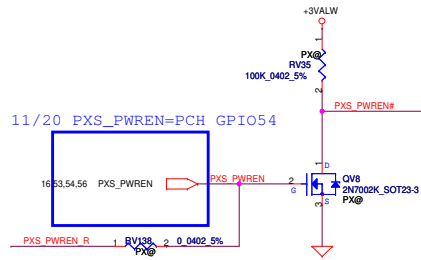 +3VALW
1
PX@
RV35
100K_0402_5%
2
PXS_PWREN#
11/20 PXS_PWREN=PCH GPIO54
16,53,54,56 PXS_PWREN
PXS_PWREN
2
G
1
D
QV8
2N7002K_SOT23-3
PX@
S
3
PXS_PWREN_R
1
RV138
2
0_0402_5%
PX@